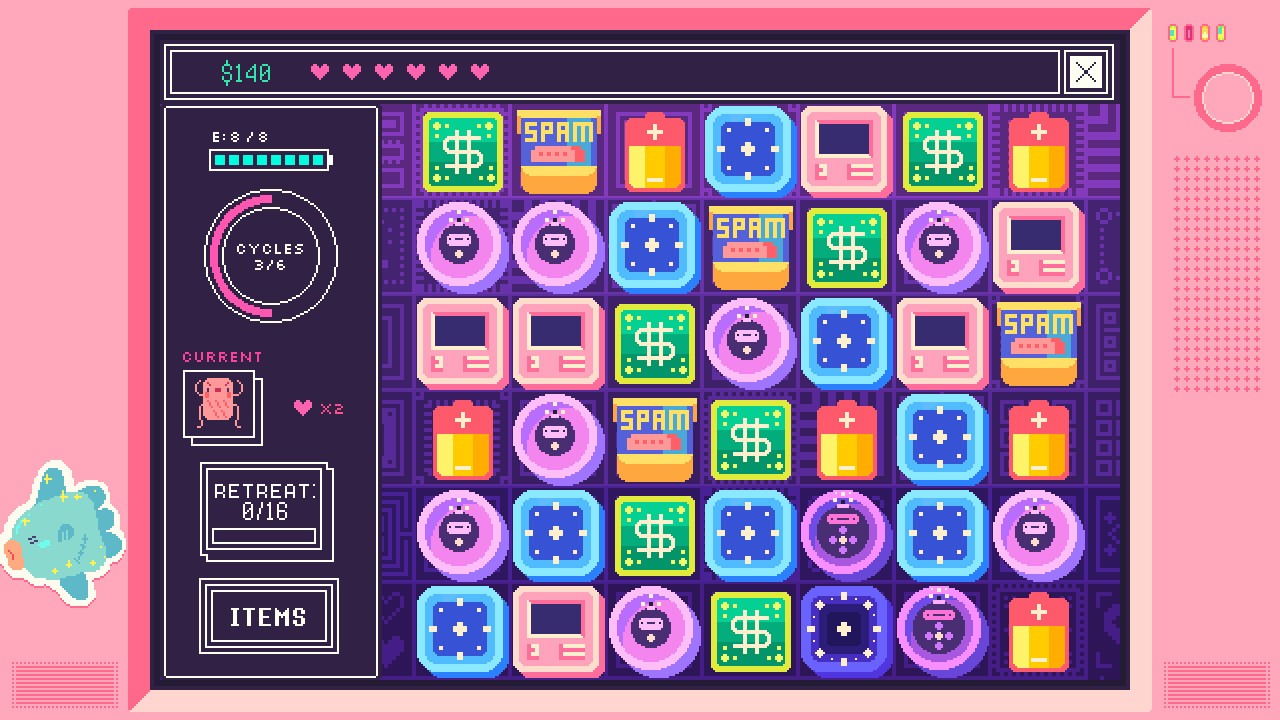 $140
E:8/8
SPAM
CYCLES
3/6
SPAM
SPAM
CURRENT
X2
SPAM
RETREAT:
0/16
ITEMS